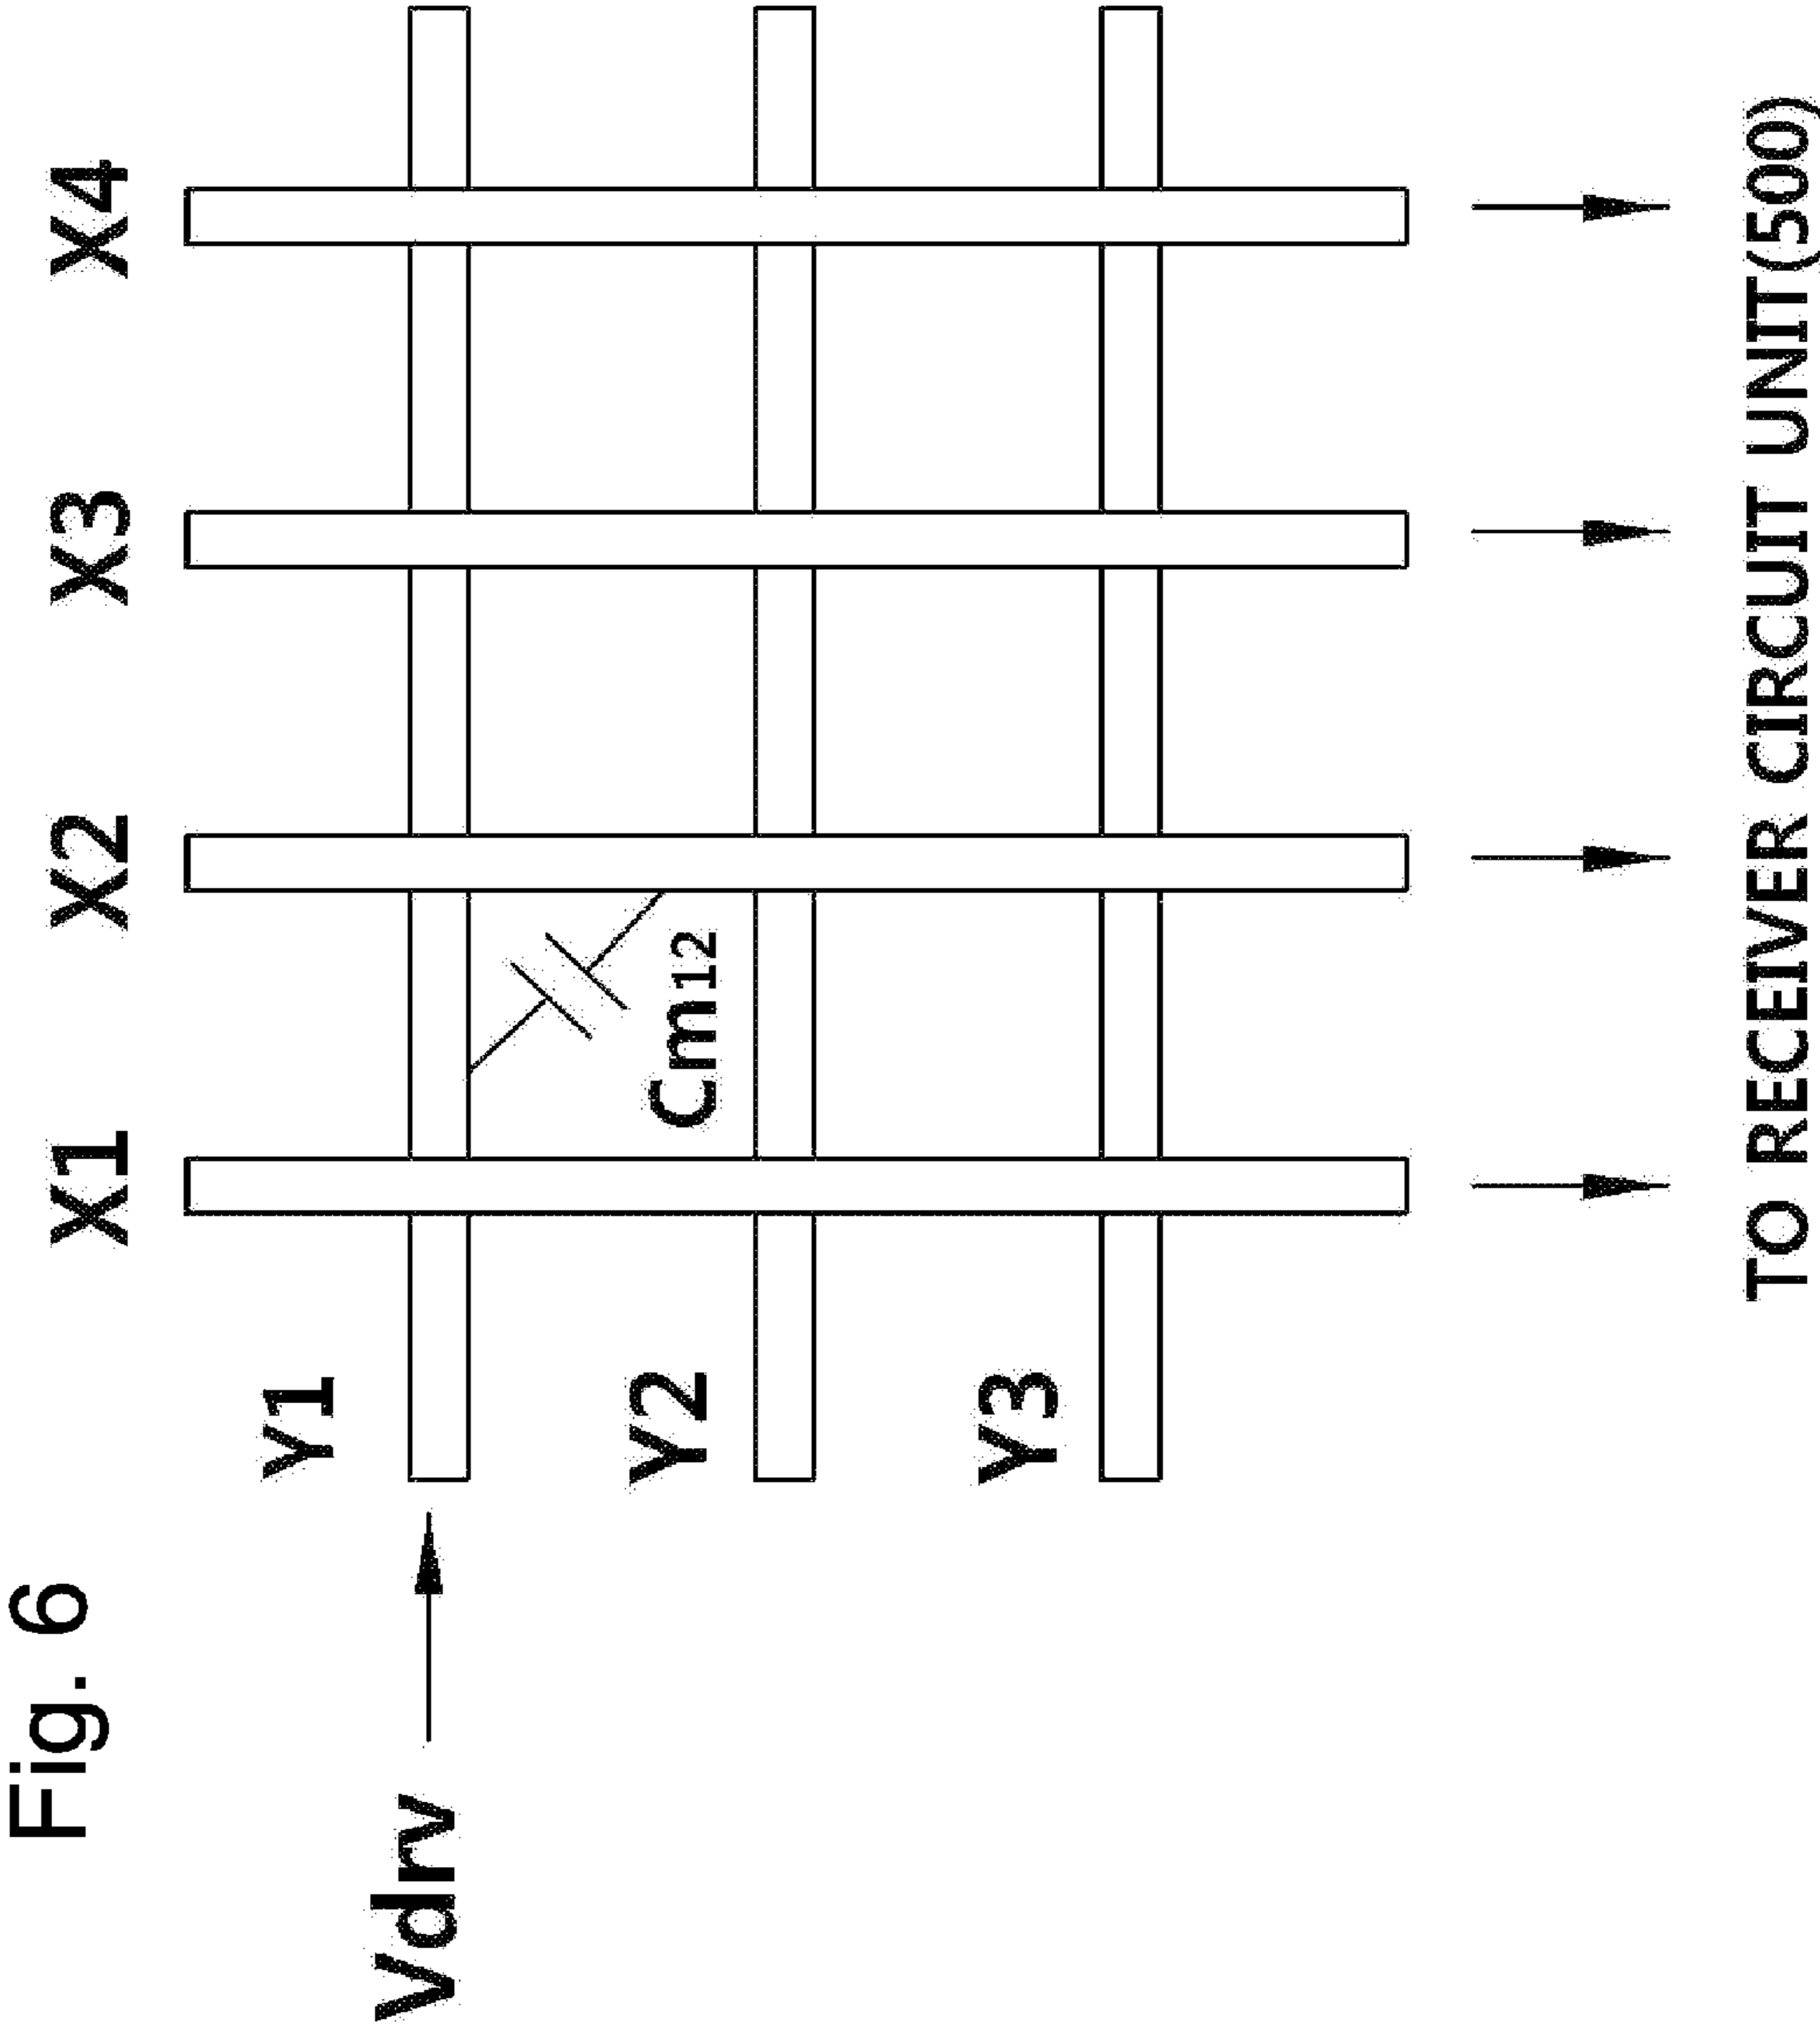 Fig. 6
X1 X2 X3 X4
Y1
Vdrv
Cm12
Y2
Y3
TO RECEIVER CIRCUIT UNIT(500)